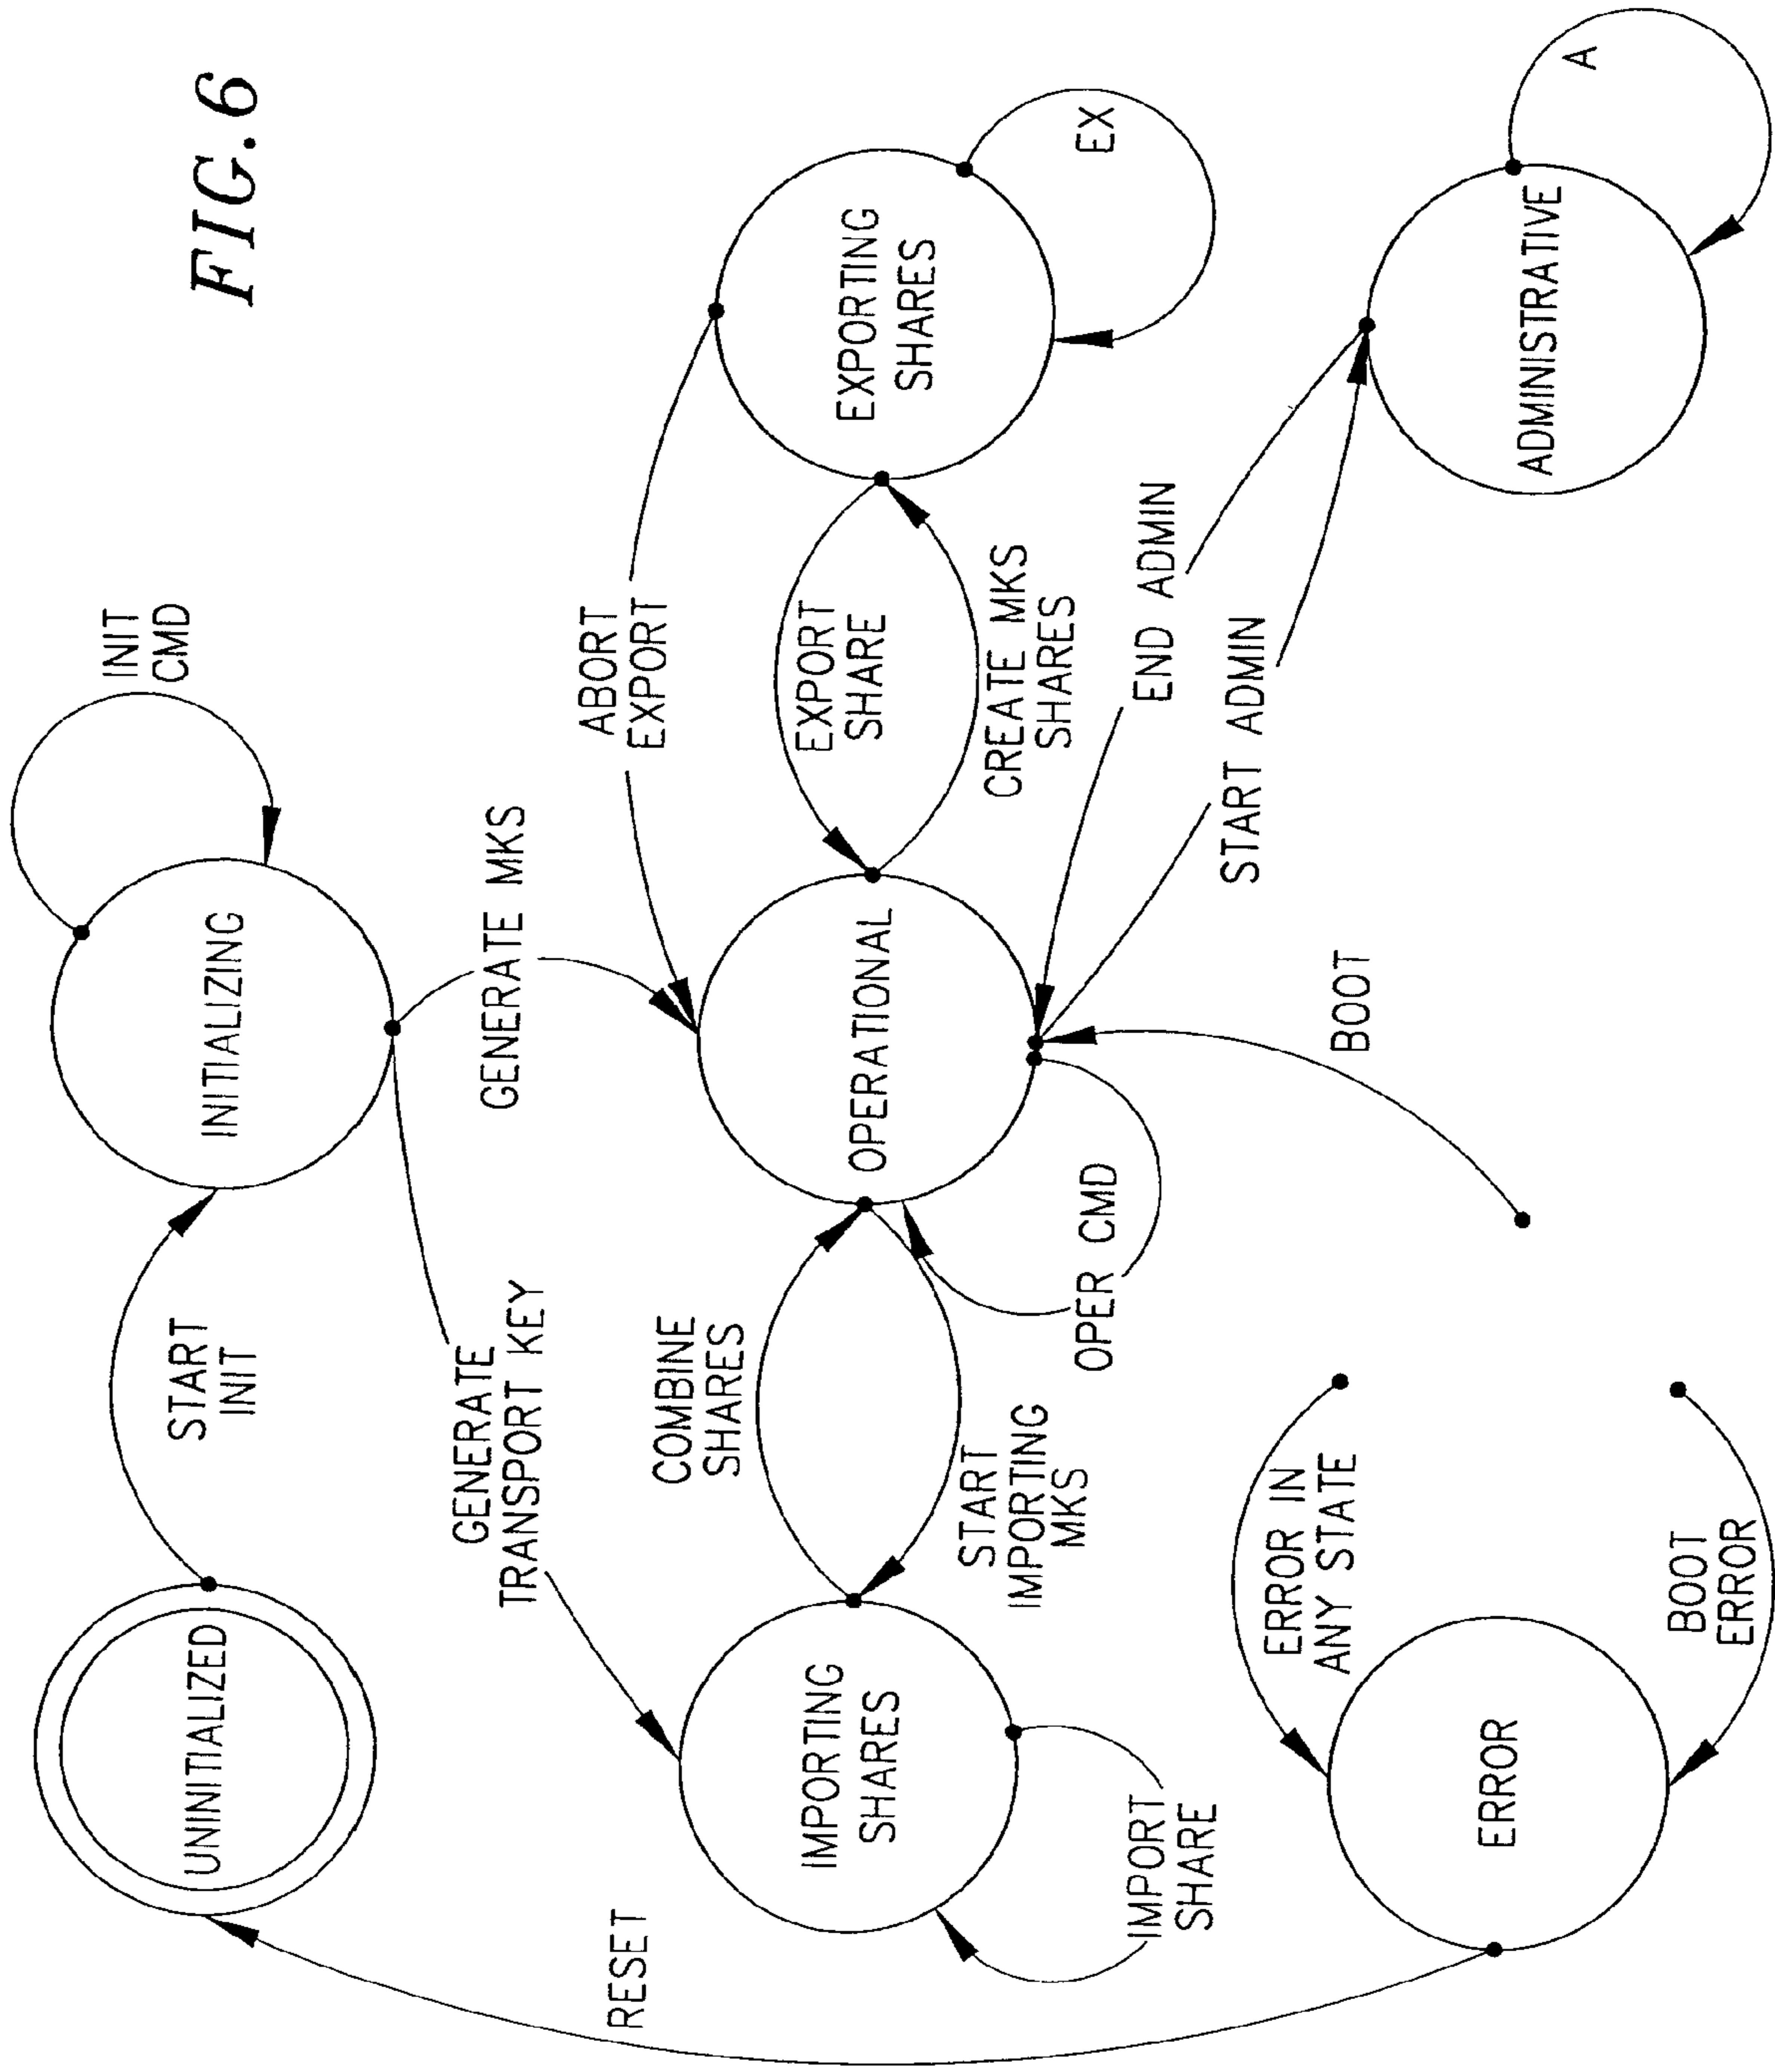 UNINITIALIZED
START
INIT
INITIALIZING
INIT
CMD
FIG. 6
RESET
GENERATE
TRANSPORT KEY
GENERATE MKS
ABORT
EXPORT
IMPORTING
SHARES
COMBINE
SHARES
START
IMPORTING
MKS
OPERATIONAL
EXPORT
SHARE
CREATE MKS
SHARES
EXPORTING
SHARES
EX
IMPORT
SHARE
OPER CMD
END ADMIN
START ADMIN
ERROR
ERROR IN
ANY STATE
BOOT
ERROR
BOOT
ADMINISTRATIVE
A